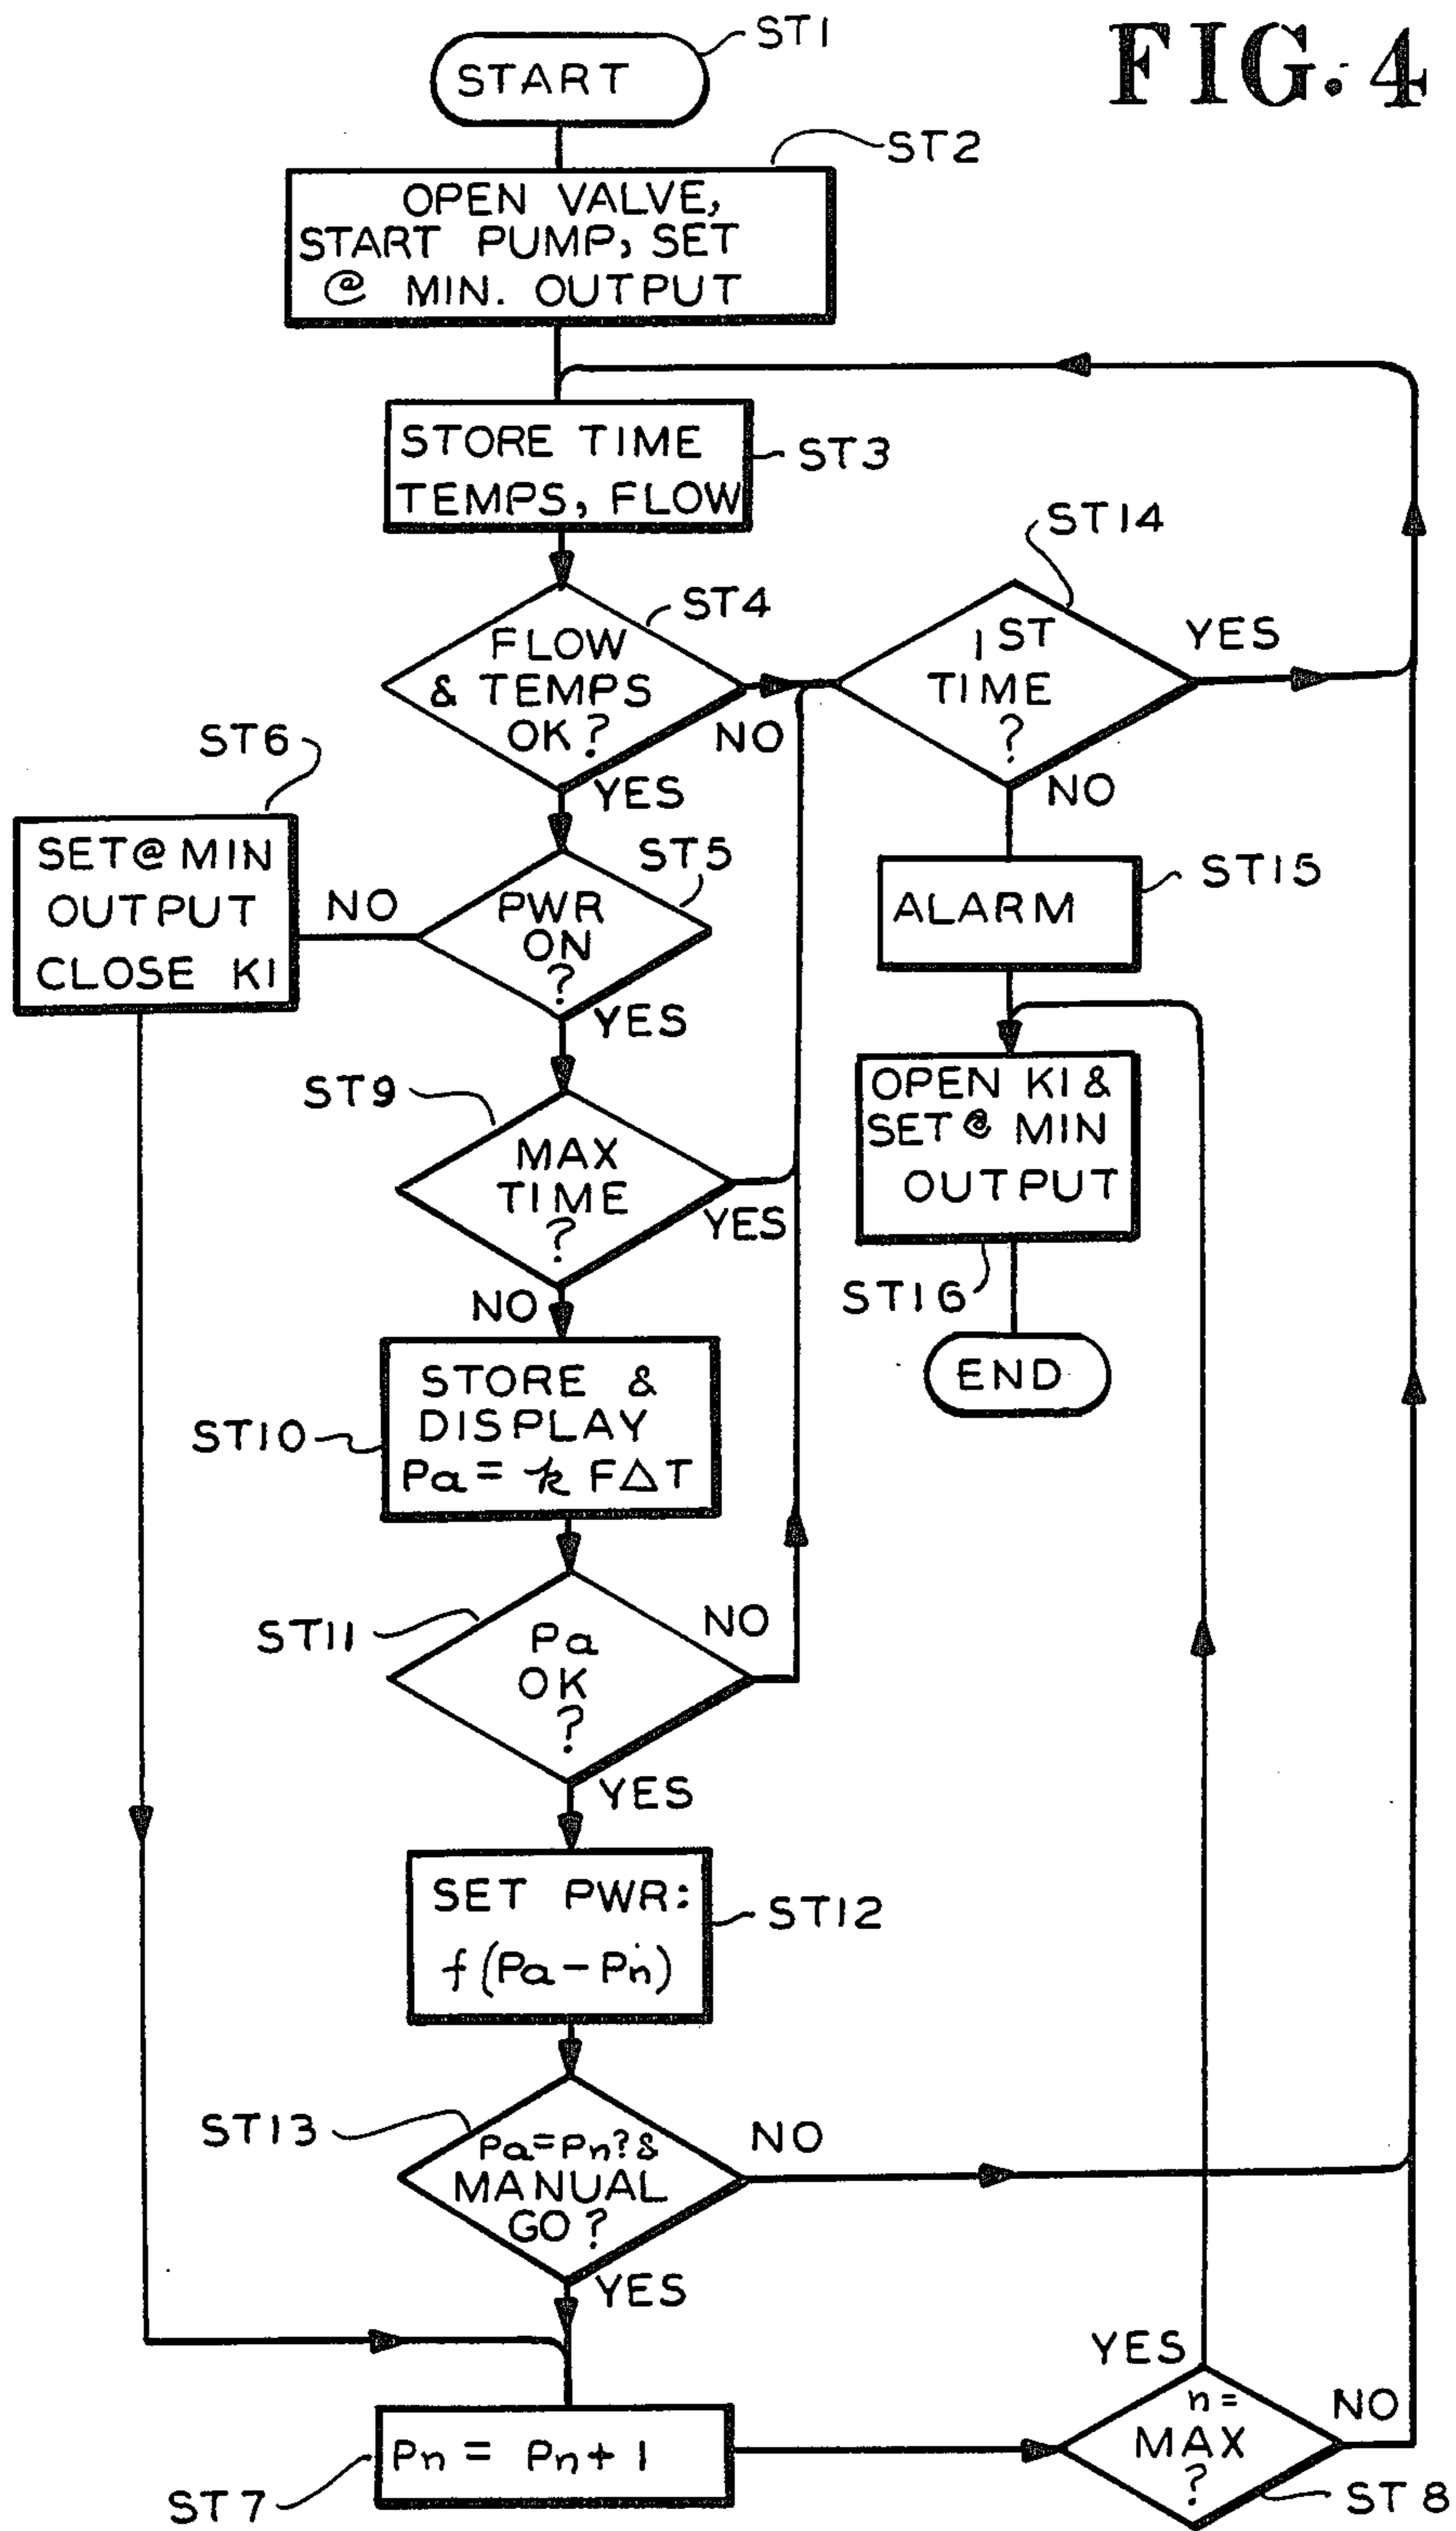 FIG. 4
START
ST1
ST2
OPEN VALVE,
START PUMP, SET
@ MIN. OUTPUT
STORE TIME
TEMPS, FLOW
ST3
ST4
FLOW
& TEMPS
OK?
NO
YES
ST14
1ST
TIME
?
YES
NO
ST6
SET @ MIN
OUTPUT
CLOSE K1
NO
ST5
PWR
ON
?
YES
ALARM
ST15
ST9
MAX
TIME
?
YES
NO
OPEN K1 &
SET @ MIN
OUTPUT
ST16
END
ST10
STORE &
DISPLAY
Pa = k F△T
ST11
Pa
OK
?
NO
YES
SET PWR:
f(Pa - Pn)
ST12
ST13
Pa = Pn? &
MANUAL
GO?
NO
YES
Pn = Pn + 1
ST7
YES
n =
MAX
?
NO
ST8